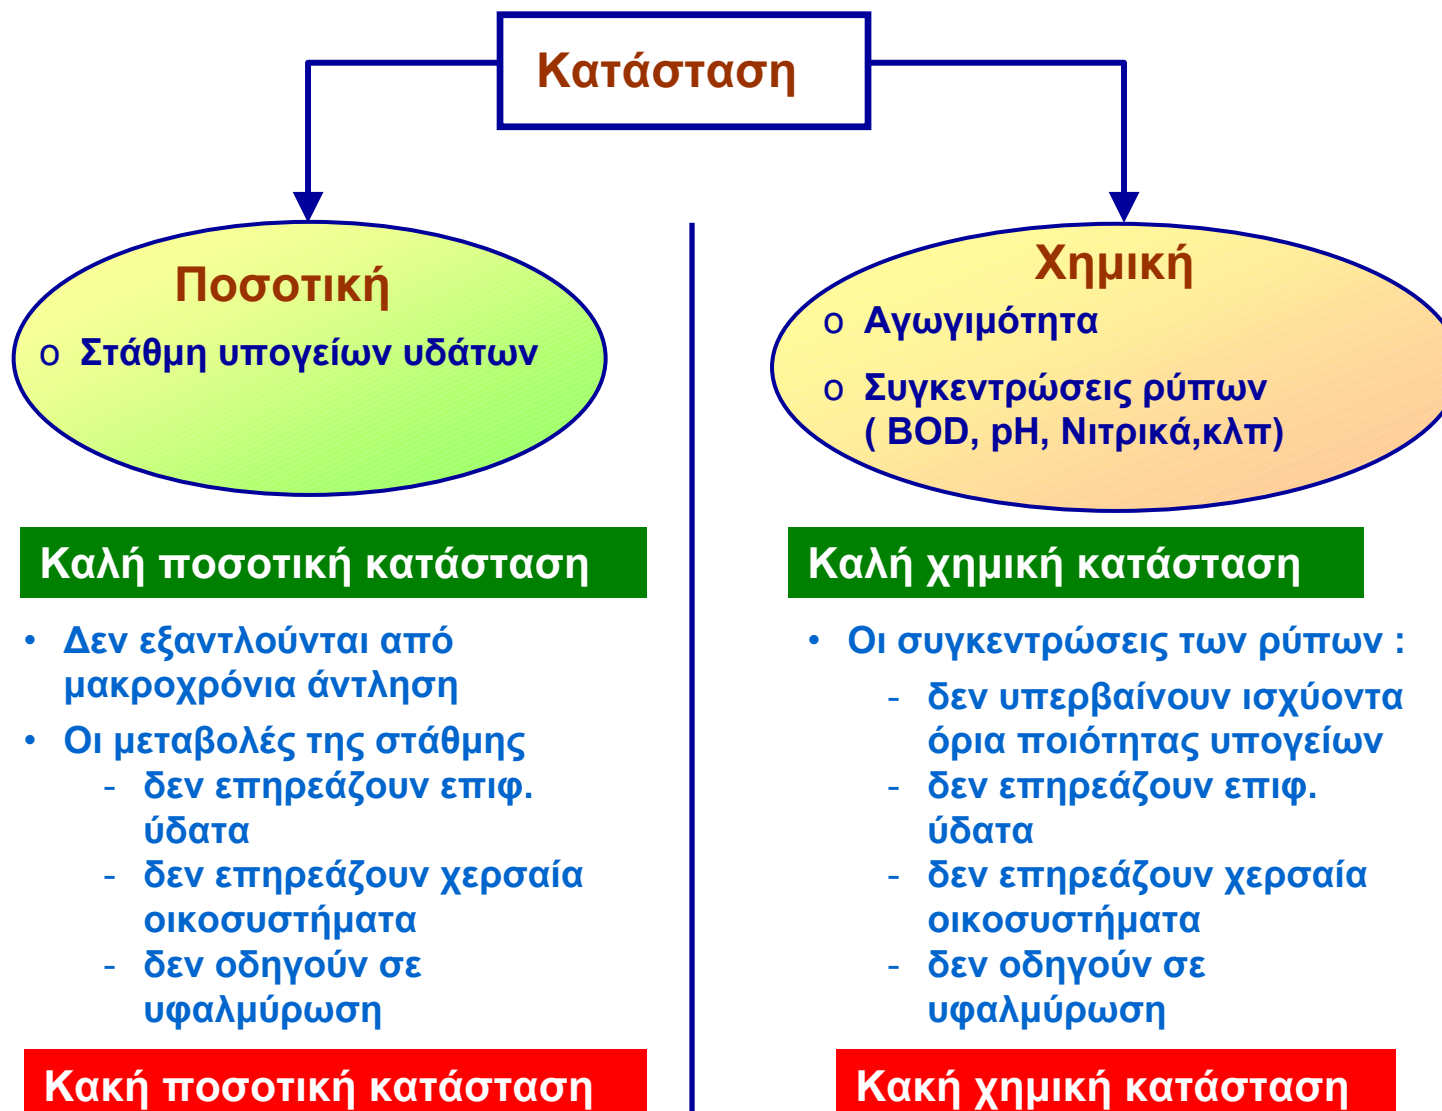 Κατάσταση
Ποσοτική
o Στάθμη υπογείων υδάτων
Καλή ποσοτική κατάσταση
• Δεν εξαντλούνται από
μακροχρόνια άντληση
• Οι μεταβολές της στάθμης
- δεν επηρεάζουν επιφ.
ύδατα
- δεν επηρεάζουν χερσαία
οικοσυστήματα
- δεν οδηγούν σε
υφαλμύρωση
Κακή ποσοτική κατάσταση
Χημική
o Αγωγιμότητα
o Συγκεντρώσεις ρύπων
( BOD, pH, Νιτρικά,κλπ)
Καλή χημική κατάσταση
• Οι συγκεντρώσεις των ρύπων :
- δεν υπερβαίνουν ισχύοντα
όρια ποιότητας υπογείων
- δεν επηρεάζουν επιφ.
ύδατα
- δεν επηρεάζουν χερσαία
οικοσυστήματα
- δεν οδηγούν σε
υφαλμύρωση
Κακή χημική κατάσταση